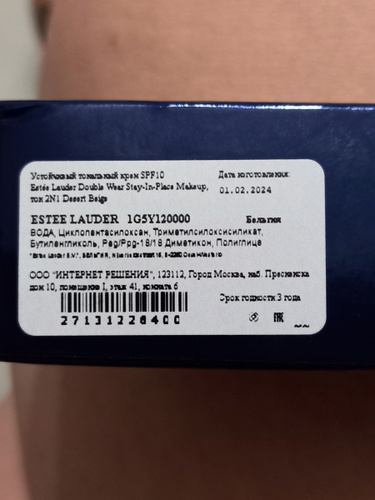 Устойчивый тональный крем SPF10
Дата изготовления:
Estée Lauder Double Wear Stay-In-Place Makeup,
01.02.2024
тон 2N1 Desert Beige
ESTEE LAUDER 1G5Y120000
Бельгия
ВОДА, Циклопентасилоксан, Триметилсилоксисиликат,
Бутиленгликоль, Peg/Ppg-18/18 Диметикон, Полиглице
ООО "ИНТЕРНЕТ РЕШЕНИЯ", 123112, Город Москва, наб. Пресненска
дом 10, помещение I, этаж 41, комната 6
Срок годности 3 года
27131228400
EAC